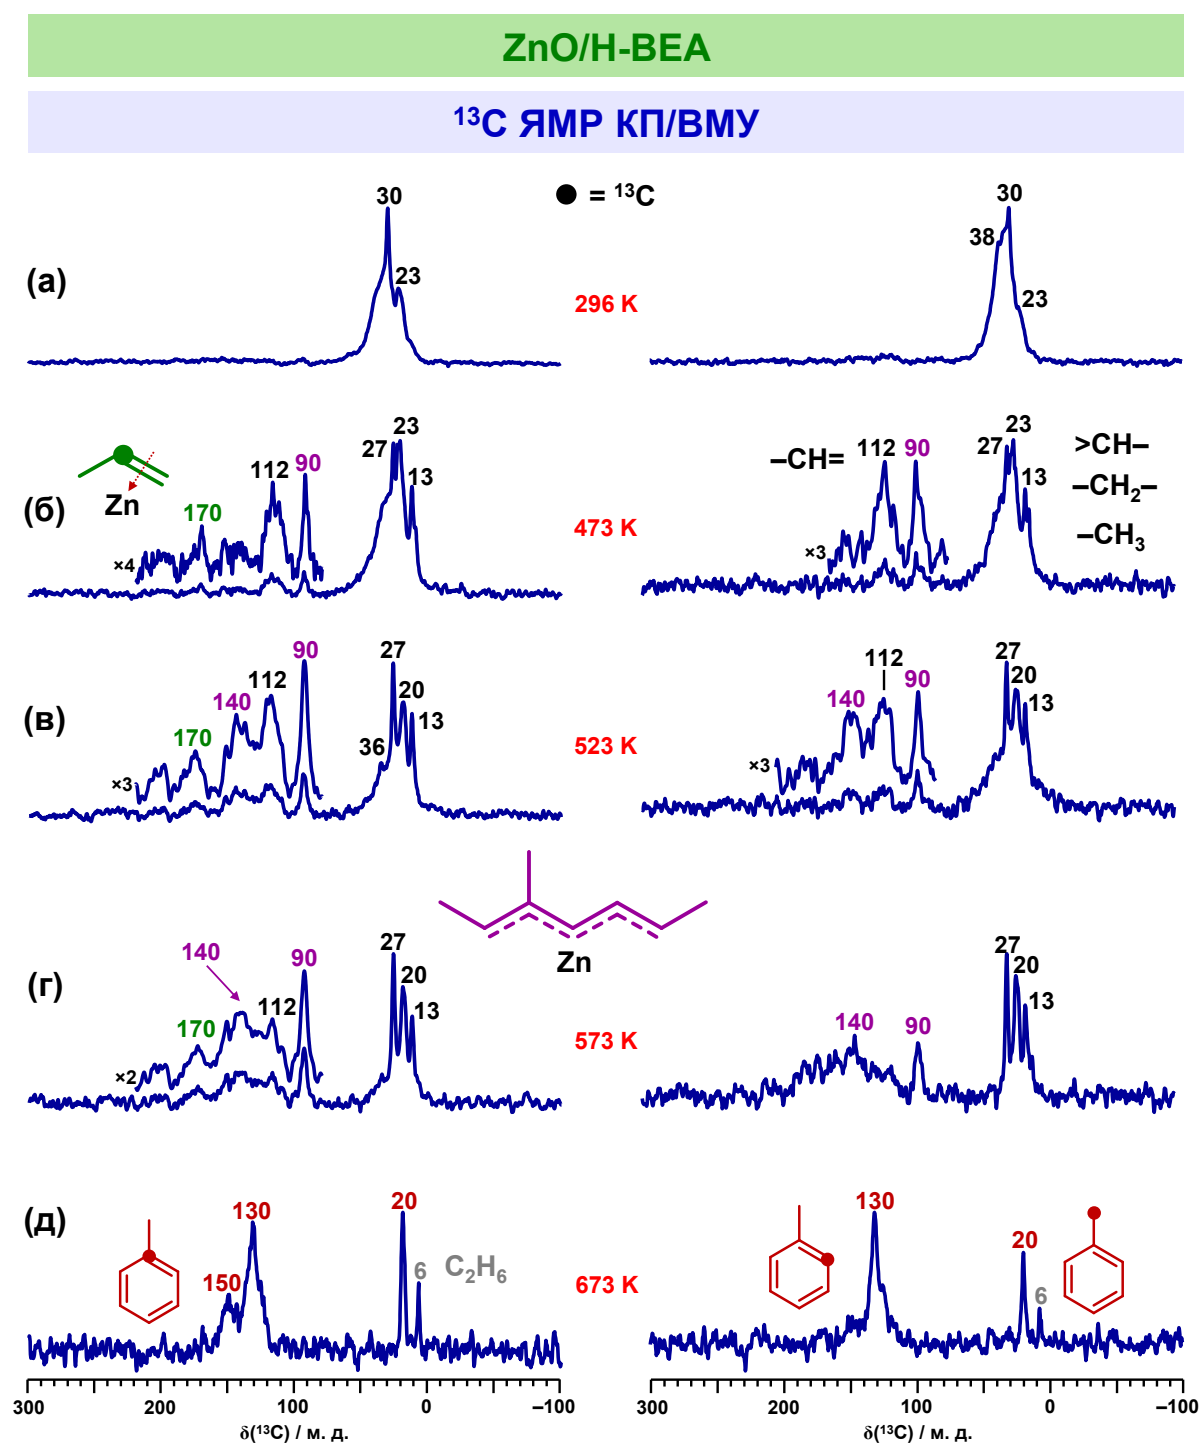 ZnO/H-BEA
¹³C ЯМР КП/ВМУ
● = ¹³C
(а)
30
23
296 K
30
38
23
(б)
Zn
170
×4
112
90
27
23
13
473 K
–CH=
×3
112
90
27
23
13
>CH–
–CH₂–
–CH₃
(в)
×3
170
140
112
90
36
27
20
13
523 K
×3
140
112
90
27
20
13
Zn
(г)
×2
140
170
112
90
27
20
13
573 K
140
90
27
20
13
(д)
150
130
20
6
C₂H₆
673 K
130
20
6
300 200 100 0 –100
δ(¹³C) / м. д.
300 200 100 0 –100
δ(¹³C) / м. д.